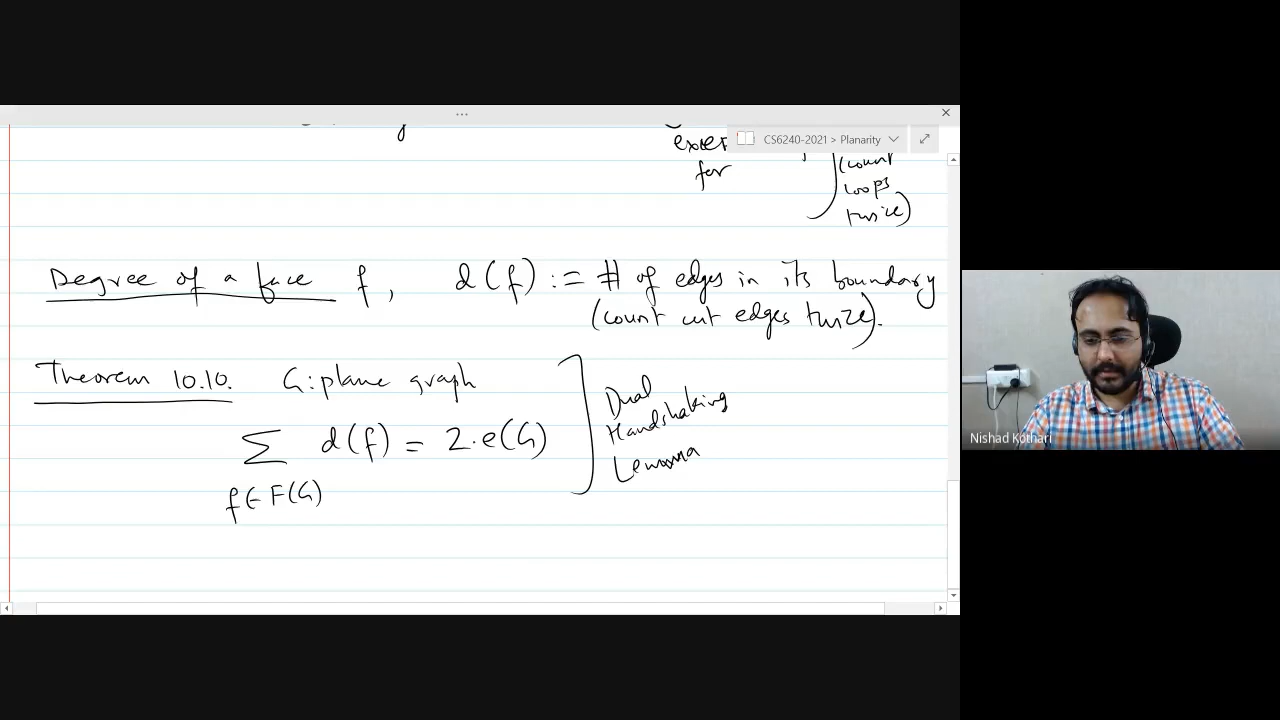 CS6240-2021 > Planarity
for
(count
loops
twice)
Degree of a face f, d(f) := # of edges in its boundary
(count cut edges twice).
Theorem 10.10. G: plane graph
∑ d(f) = 2·e(G)
f∈F(G)
Dual
Handshaking
Lemma
Nishad Kothari